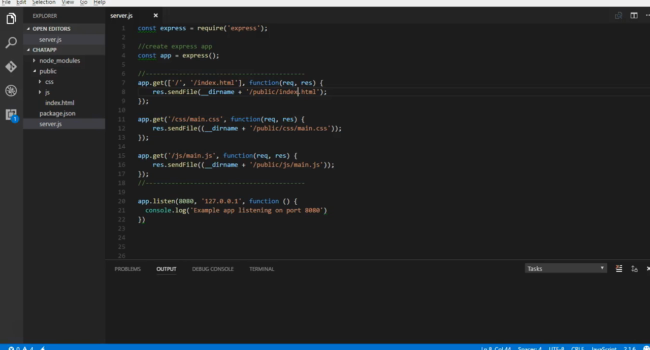 File Edit Selection View Go Help
EXPLORER
OPEN EDITORS
server.js
CHATAPP
node_modules
public
css
js
index.html
package.json
server.js
1
server.js
1 const express = require('express');
2
3 //create express app
4 const app = express();
5
6 //------------------------------------------
7 app.get(['/', '/index.html'], function(req, res) {
8 res.sendFile(__dirname + '/public/index.html');
9 });
10
11 app.get('/css/main.css', function(req, res) {
12 res.sendFile((__dirname + '/public/css/main.css'));
13 });
14
15 app.get('/js/main.js', function(req, res) {
16 res.sendFile((__dirname + '/public/js/main.js'));
17 });
18 //------------------------------------------
19
20 app.listen(8080, '127.0.0.1', function () {
21 console.log('Example app listening on port 8080')
22 })
23
24
25
26
PROBLEMS OUTPUT DEBUG CONSOLE TERMINAL
Tasks
0 4 Ln 8, Col 44 Spaces: 4 UTF-8 CRLF JavaScript 2.1.6